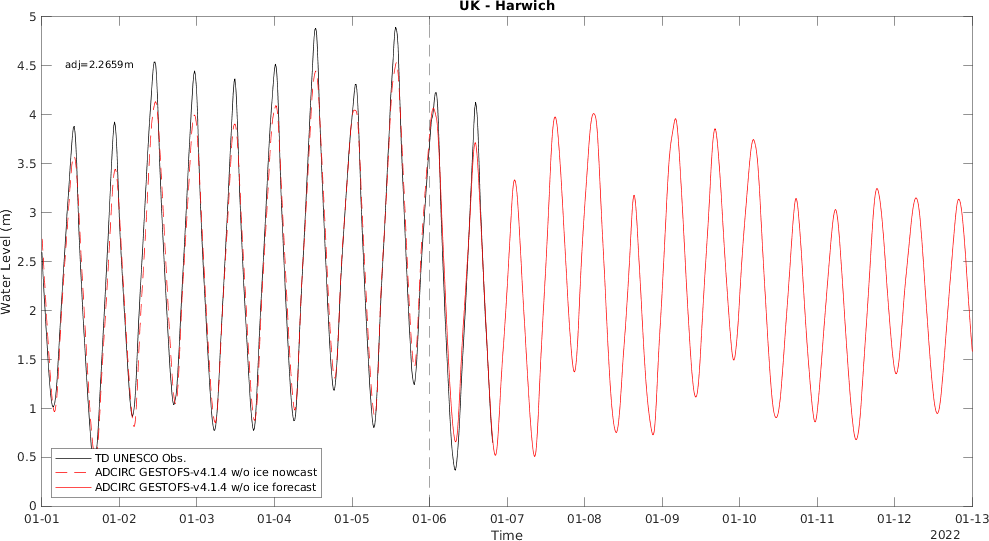 UK - Harwich
adj=2.2659m
Water Level (m)
5
4.5
4
3.5
3
2.5
2
1.5
1
0.5
0
TD UNESCO Obs.
ADCIRC GESTOFS-v4.1.4 w/o ice nowcast
ADCIRC GESTOFS-v4.1.4 w/o ice forecast
01-01 01-02 01-03 01-04 01-05 01-06 01-07 01-08 01-09 01-10 01-11 01-12 01-13
Time
2022